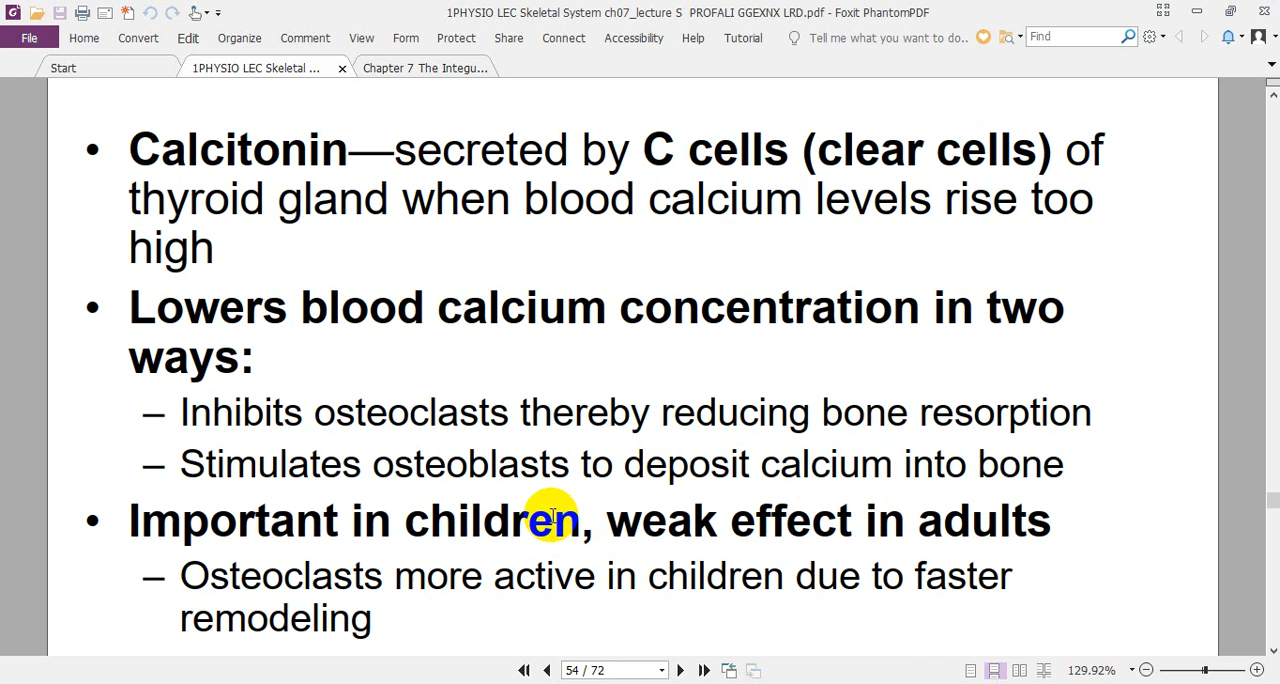 1PHYSIO LEC Skeletal System ch07_lecture S PROFALIGGEXNX LRD.pdf - Foxit PhantomPDF
File Home Convert Edit Organize Comment View Form Protect Share Connect Accessibility Help Tutorial Tell me what you want to do.. Find
Start 1PHYSIO LEC Skeletal ... Chapter 7 The Integu...
• Calcitonin—secreted by C cells (clear cells) of
thyroid gland when blood calcium levels rise too
high
• Lowers blood calcium concentration in two
ways:
– Inhibits osteoclasts thereby reducing bone resorption
– Stimulates osteoblasts to deposit calcium into bone
• Important in children, weak effect in adults
– Osteoclasts more active in children due to faster
remodeling
54 / 72 129.92%